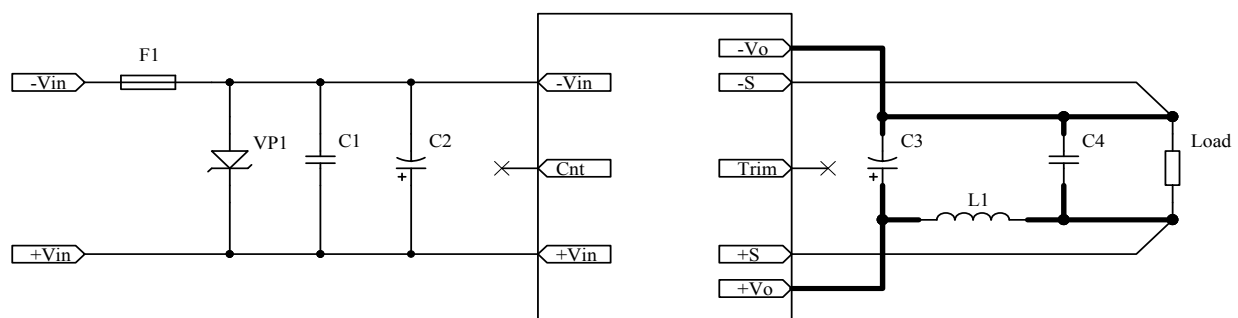 -Vo
F1
-Vin
-Vin
-S
VP1
C1
C2
C3
C4
Load
Cnt
Trim
L1
+Vin
+Vin
+S
+Vo
+
+